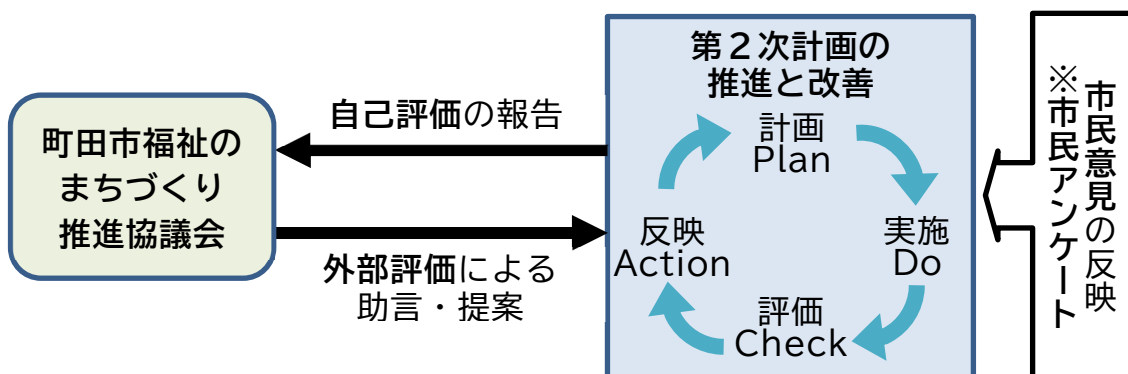 町田市福祉の
まちづくり
推進協議会
自己評価の報告
外部評価による
助言・提案
第２次計画の
推進と改善
計画
Plan
実施
Do
評価
Check
反映
Action
市民意見の反映
※市民アンケート